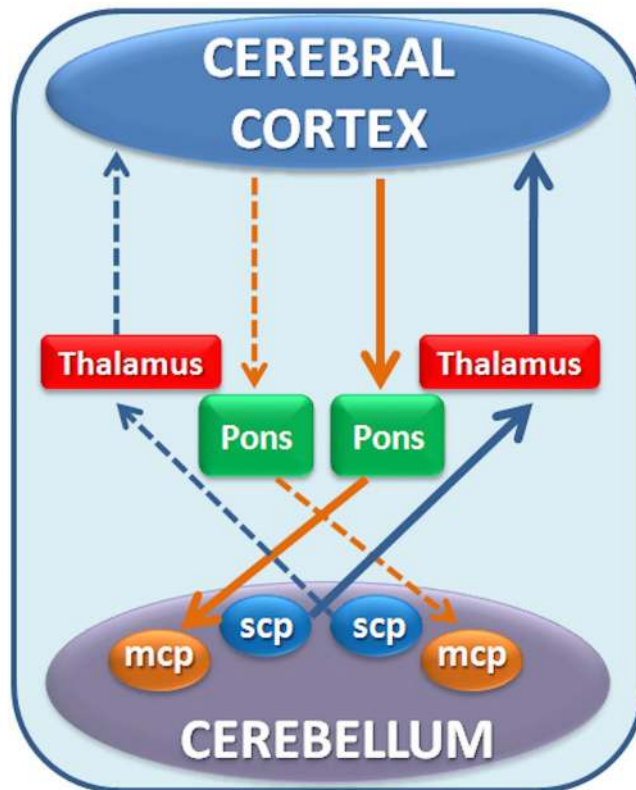 CEREBRAL
CORTEX
Thalamus
Thalamus
Pons
Pons
scp
scp
mcp
mcp
CEREBELLUM